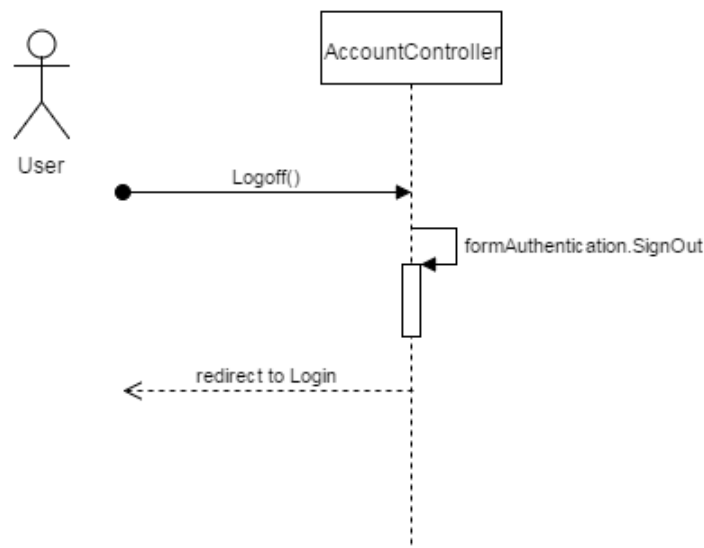 AccountController
User
Logoff()
formAuthentication.SignOut
redirect to Login